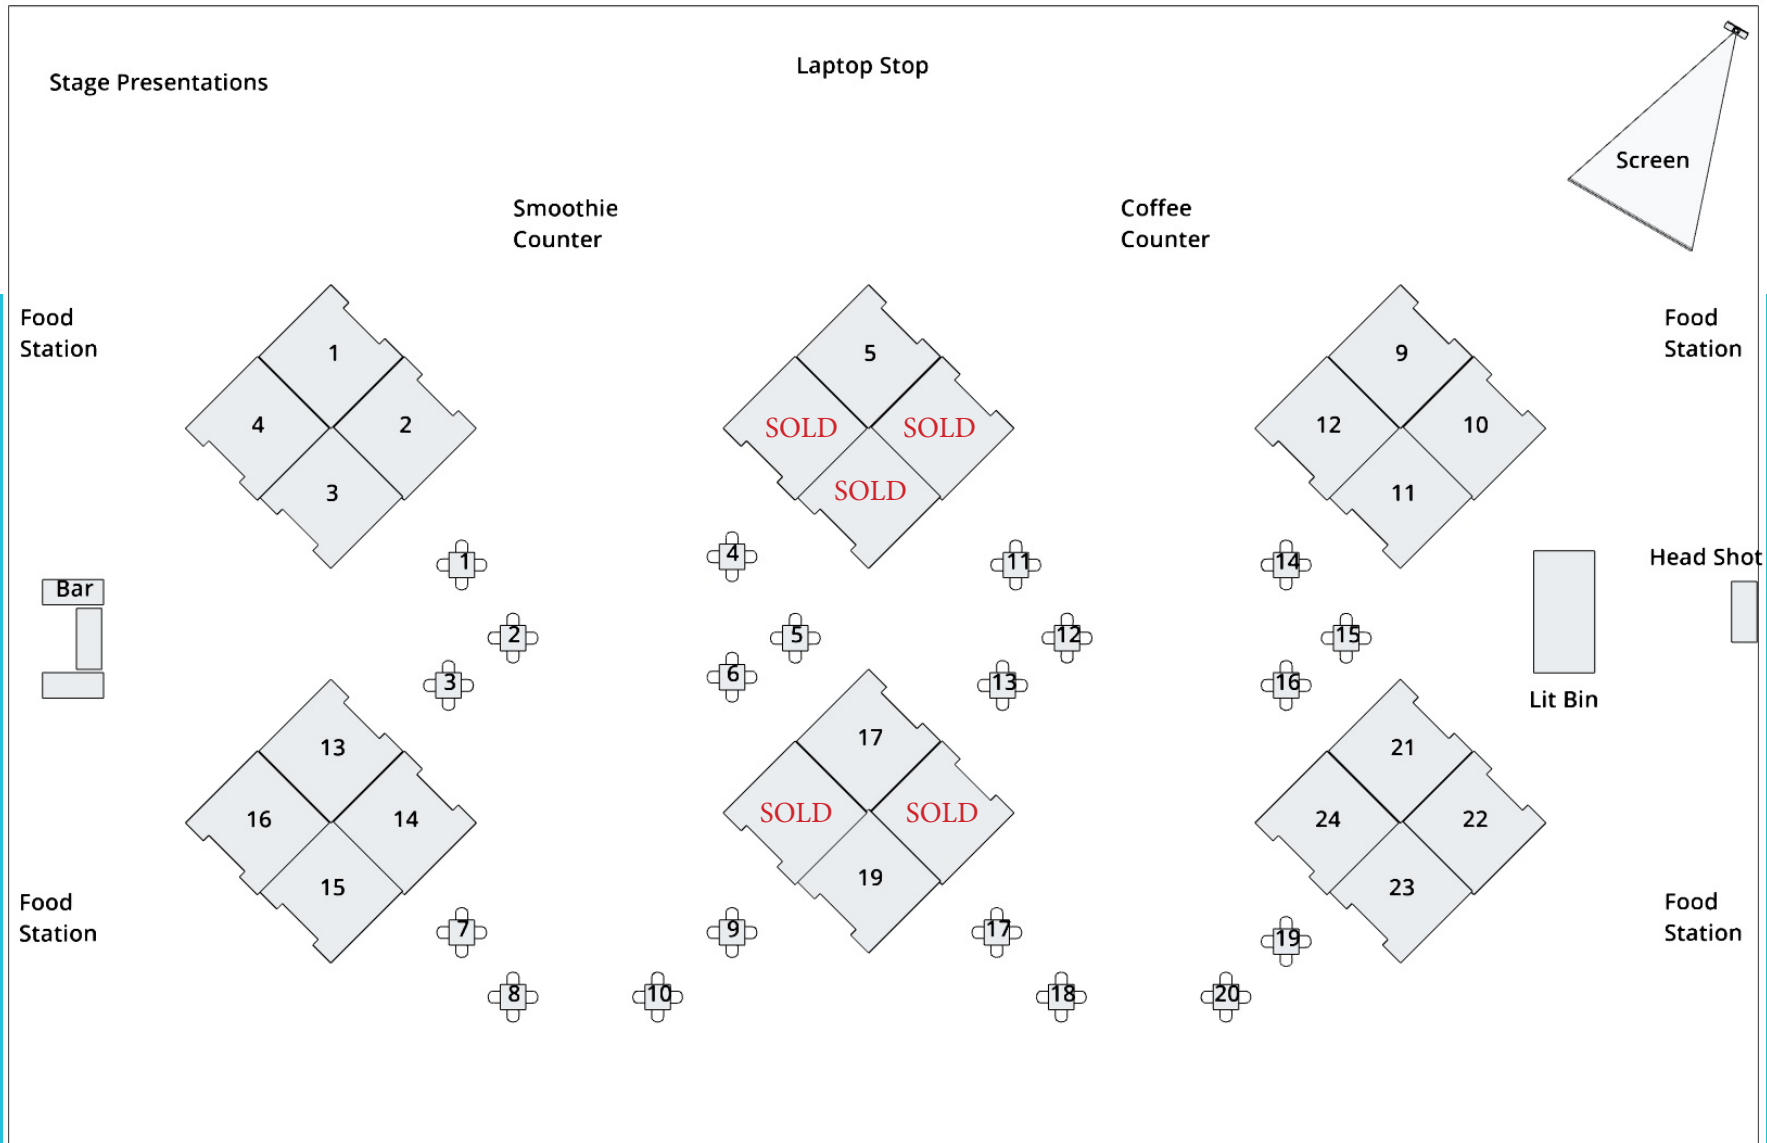 Laptop Stop
Stage Presentations
Screen
Smoothie
Counter
Coffee
Counter
Food
Station
Food
Station
1
5
9
4
2
SOLD
SOLD
12
10
3
SOLD
11
1
4
11
14
Head Shot
Bar
2
5
12
15
3
6
13
16
Lit Bin
13
17
21
16
14
SOLD
SOLD
24
22
15
19
23
Food
Station
Food
Station
7
9
17
19
8
10
18
20